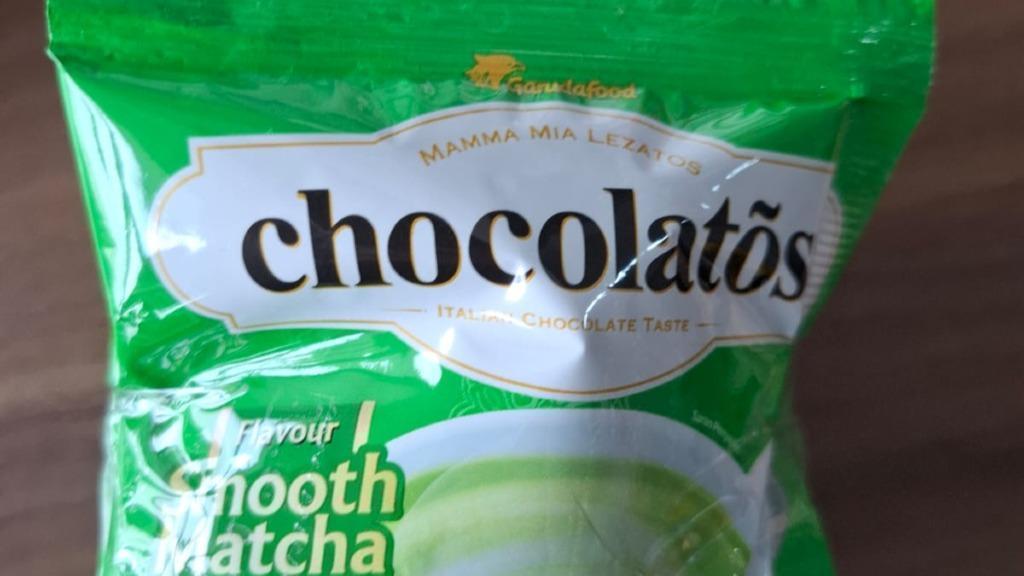 Garudafood
MAMMA MIA LEZATOS
chocolatõs
ITALIAN CHOCOLATE TASTE
Flavour
Smooth
Matcha